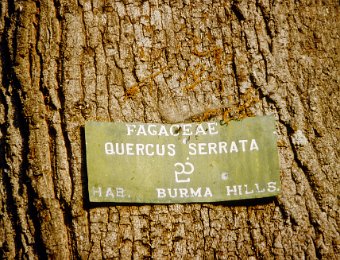 FAGACEAE
QUERCUS SERRATA
HAB. BURMA HILLS.